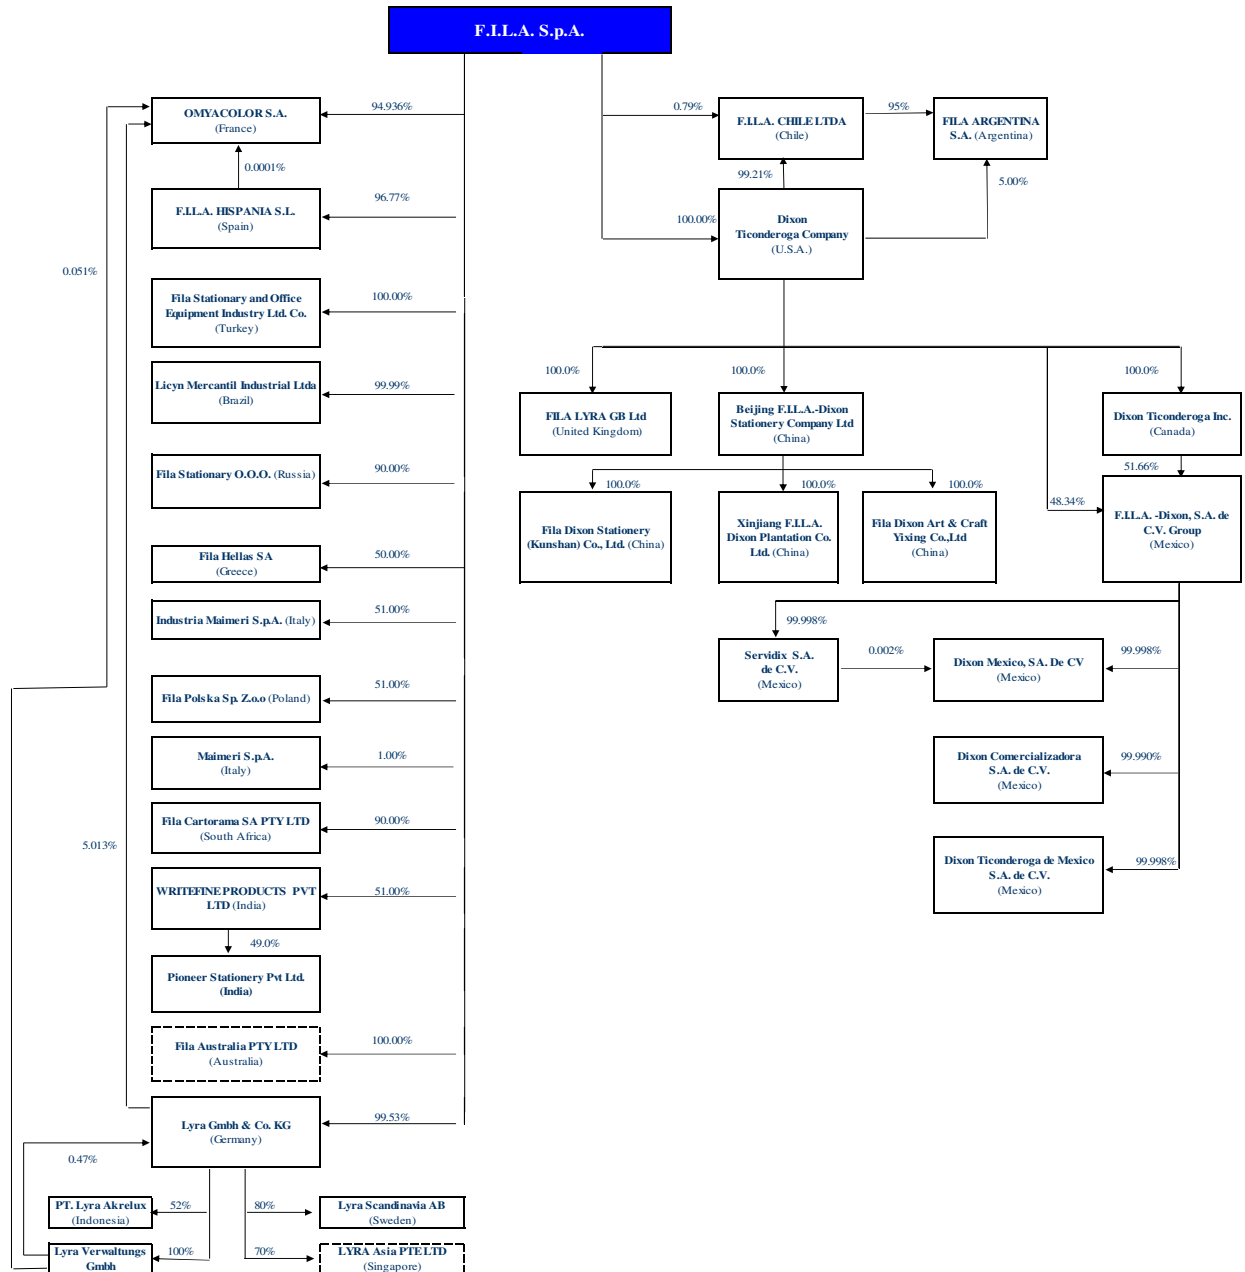 F.I.L.A. S.p.A.
OMYACOLOR S.A.
(France)
94.936%
0.0001%
F.I.L.A. HISPANIA S.L.
(Spain)
96.77%
0.051%
Fila Stationary and Office
Equipment Industry Ltd. Co.
(Turkey)
100.00%
Licyn Mercantil Industrial Ltda
(Brazil)
99.99%
Fila Stationary O.O.O. (Russia)
90.00%
Fila Hellas SA
(Greece)
50.00%
Industria Maimeri S.p.A. (Italy)
51.00%
Fila Polska Sp. Z.o.o (Poland)
51.00%
Maimeri S.p.A.
(Italy)
1.00%
Fila Cartorama SA PTY LTD
(South Africa)
90.00%
5.013%
WRITEFINE PRODUCTS PVT
LTD (India)
51.00%
49.0%
Pioneer Stationery Pvt Ltd.
(India)
Fila Australia PTY LTD
(Australia)
100.00%
Lyra Gmbh & Co. KG
(Germany)
99.53%
0.47%
PT. Lyra Akrelux
(Indonesia)
52%
80%
Lyra Scandinavia AB
(Sweden)
Lyra Verwaltungs
Gmbh
100%
70%
LYRA Asia PTE LTD
(Singapore)
0.79%
F.I.L.A. CHILE LTDA
(Chile)
95%
FILA ARGENTINA
S.A. (Argentina)
99.21%
5.00%
100.00%
Dixon
Ticonderoga Company
(U.S.A.)
100.0%
100.0%
100.0%
FILA LYRA GB Ltd
(United Kingdom)
Beijing F.I.L.A.-Dixon
Stationery Company Ltd
(China)
Dixon Ticonderoga Inc.
(Canada)
51.66%
100.0%
100.0%
100.0%
48.34%
Fila Dixon Stationery
(Kunshan) Co., Ltd. (China)
Xinjiang F.I.L.A.
Dixon Plantation Co.
Ltd. (China)
Fila Dixon Art & Craft
Yixing Co.,Ltd
(China)
F.I.L.A. -Dixon, S.A. de
C.V. Group
(Mexico)
99.998%
Servidix S.A.
de C.V.
(Mexico)
0.002%
Dixon Mexico, SA. De CV
(Mexico)
99.998%
Dixon Comercializadora
S.A. de C.V.
(Mexico)
99.990%
Dixon Ticonderoga de Mexico
S.A. de C.V.
(Mexico)
99.998%